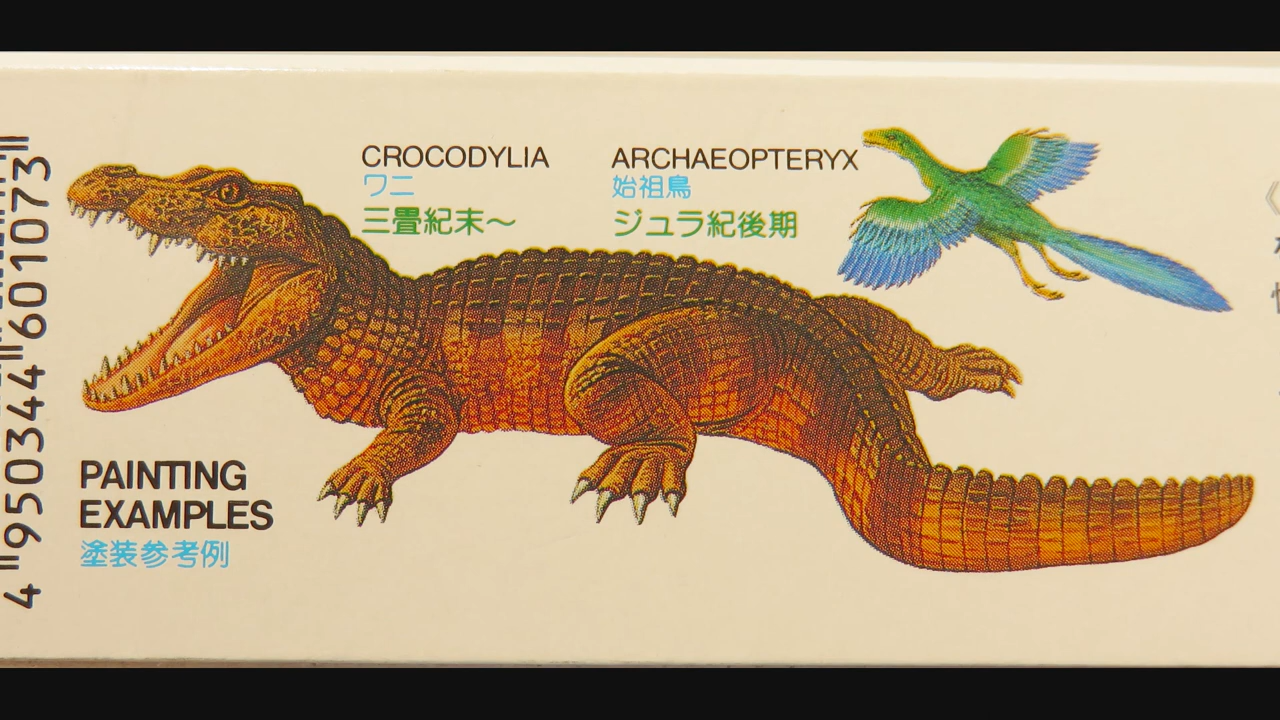 CROCODYLIA
ワニ
三畳紀末～
ARCHAEOPTERYX
始祖鳥
ジュラ紀後期
PAINTING
EXAMPLES
塗装参考例
4 950344 601073